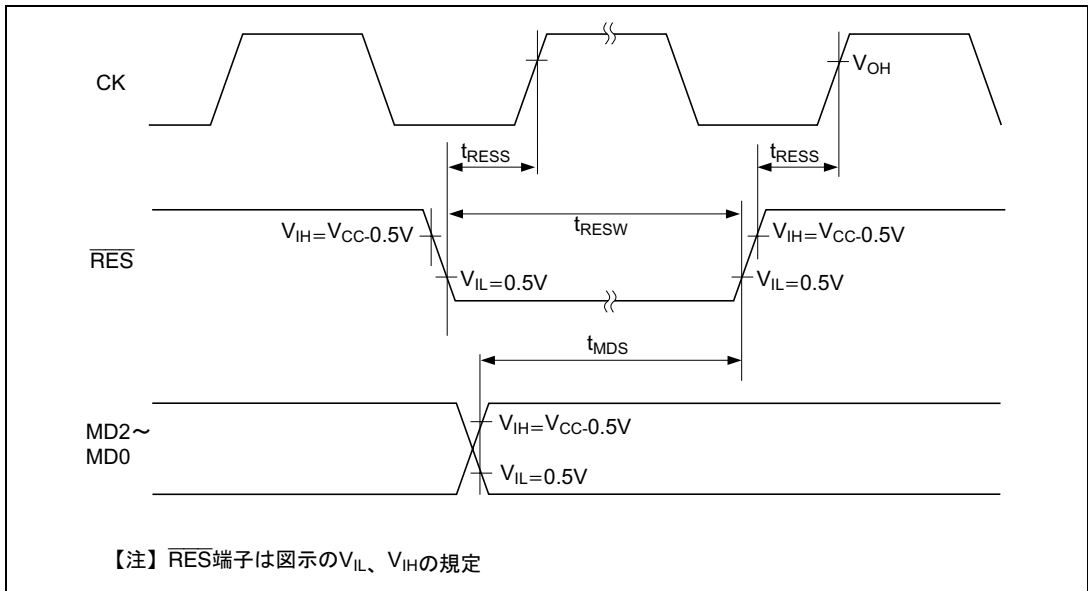 CK
V_OH
t_RESS
t_RESS
RES
V_IH=V_CC-0.5V
t_RESW
V_IH=V_CC-0.5V
V_IL=0.5V
V_IL=0.5V
t_MDS
MD2～
MD0
V_IH=V_CC-0.5V
V_IL=0.5V
【注】RES端子は図示のV_IL、V_IHの規定